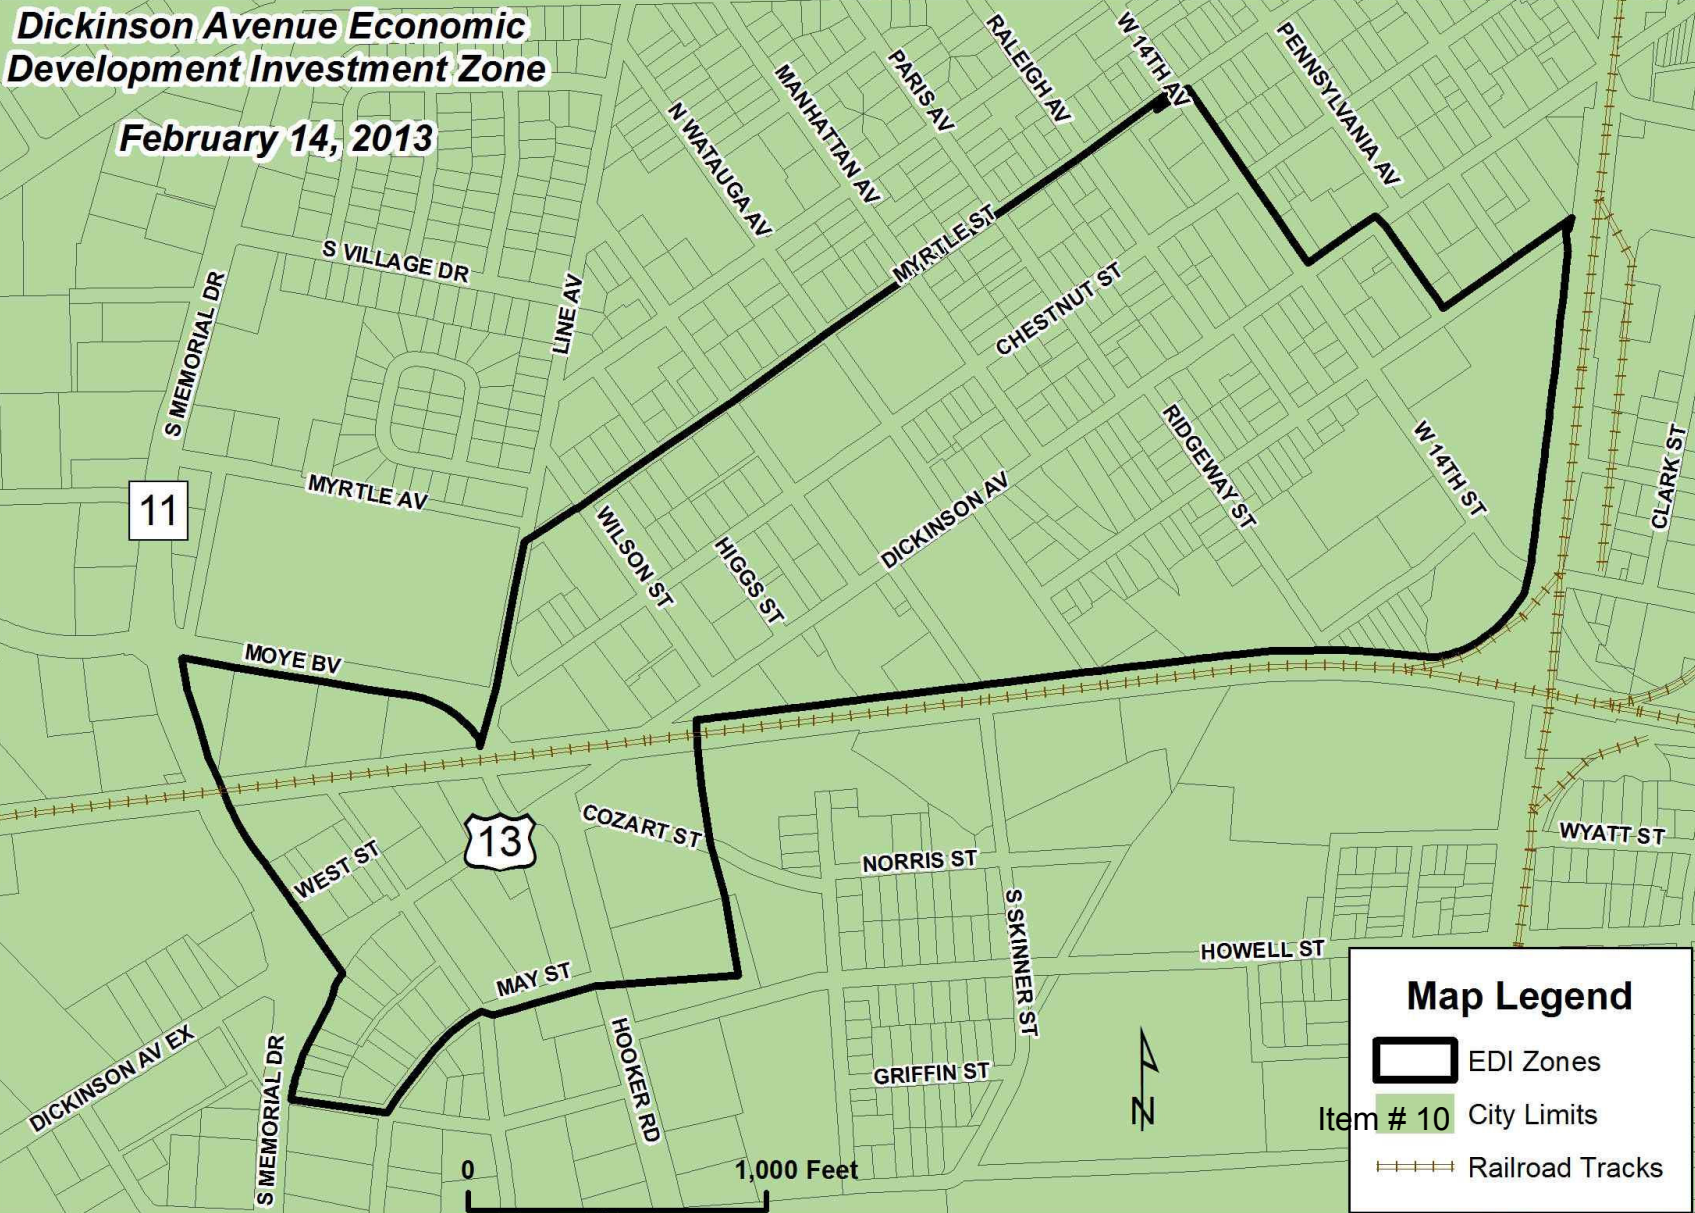 Dickinson Avenue Economic
Development Investment Zone
February 14, 2013
N WATAUGA AV
MANHATTAN AV
PARIS AV
RALEIGH AV
W 14TH AV
PENNSYLVANIA AV
S VILLAGE DR
LINE AV
S MEMORIAL DR
MYRTLE ST
CHESTNUT ST
MYRTLE AV
11
WILSON ST
HIGGS ST
DICKINSON AV
RIDGEWAY ST
W 14TH ST
CLARK ST
MOYE BV
COZART ST
13
WEST ST
NORRIS ST
WYATT ST
S SKINNER ST
HOWELL ST
MAY ST
HOOKER RD
GRIFFIN ST
DICKINSON AV EX
S MEMORIAL DR
N
0
1,000 Feet
Map Legend
EDI Zones
Item # 10
City Limits
Railroad Tracks